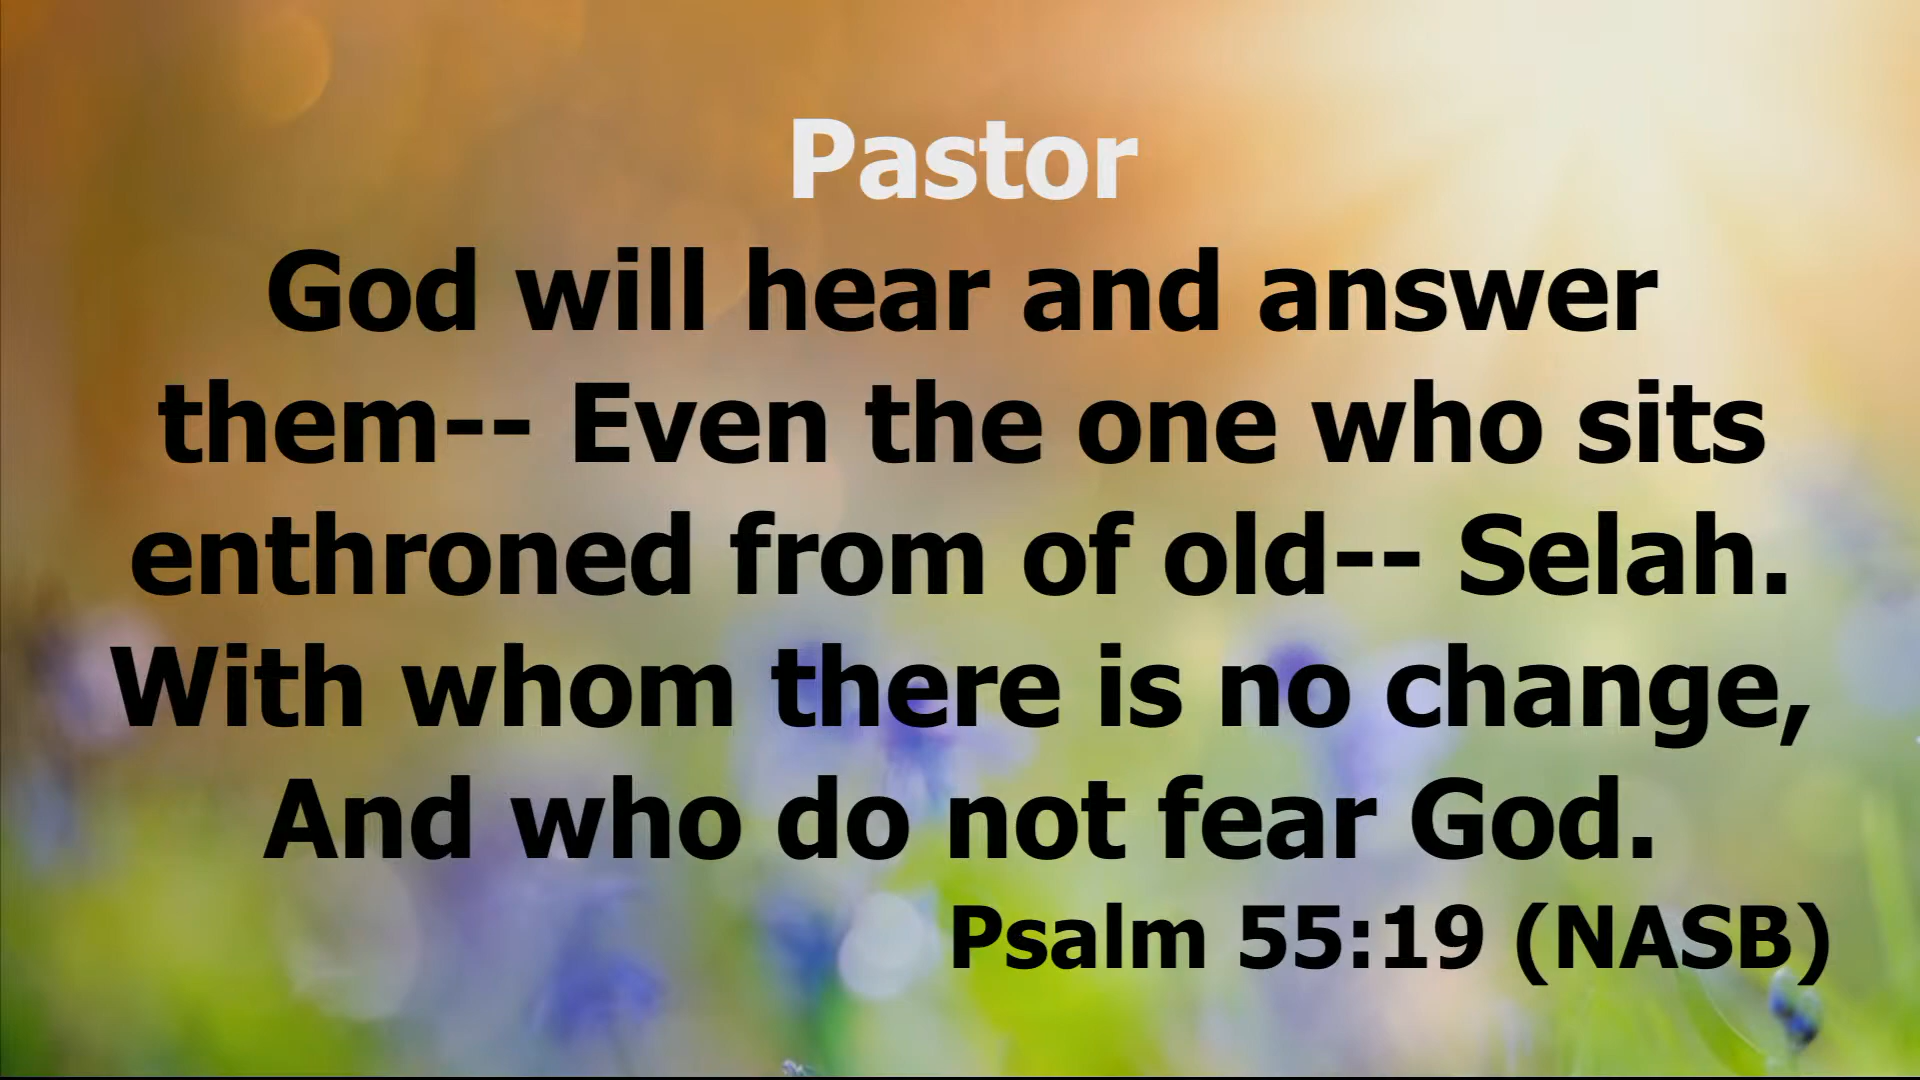 Pastor
God will hear and answer
them-- Even the one who sits
enthroned from of old-- Selah.
With whom there is no change,
And who do not fear God.
Psalm 55:19 (NASB)